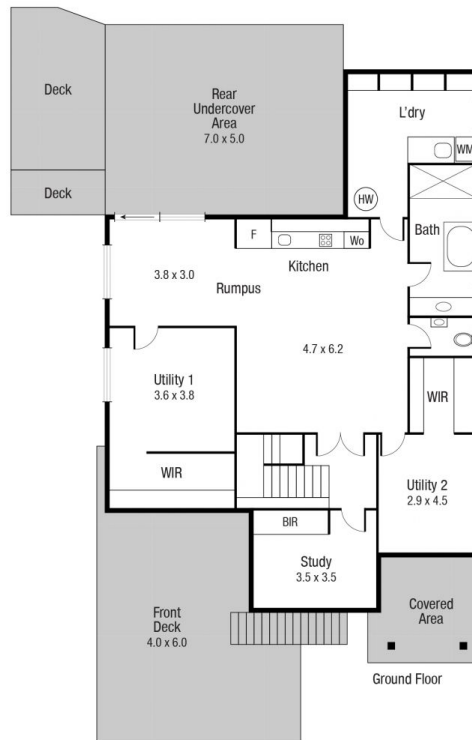 Deck
Rear
Undercover
Area
7.0 x 5.0
L'dry
WM
Deck
HW
Bath
F
Wo
Kitchen
3.8 x 3.0
Rumpus
4.7 x 6.2
Utility 1
3.6 x 3.8
WIR
WIR
Utility 2
2.9 x 4.5
BIR
Study
3.5 x 3.5
Front
Deck
4.0 x 6.0
Covered
Area
Ground Floor